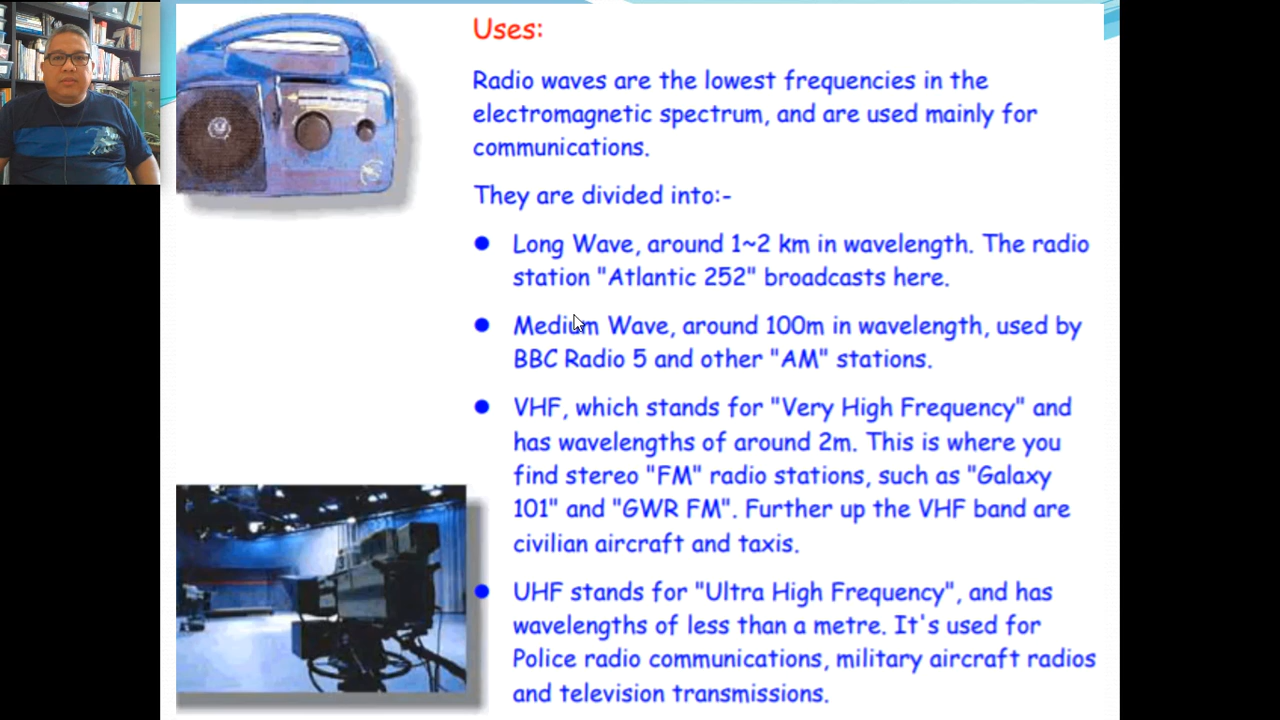 Uses:
Radio waves are the lowest frequencies in the
electromagnetic spectrum, and are used mainly for
communications.
They are divided into:-
● Long Wave, around 1~2 km in wavelength. The radio
station "Atlantic 252" broadcasts here.
● Medium Wave, around 100m in wavelength, used by
BBC Radio 5 and other "AM" stations.
● VHF, which stands for "Very High Frequency" and
has wavelengths of around 2m. This is where you
find stereo "FM" radio stations, such as "Galaxy
101" and "GWR FM". Further up the VHF band are
civilian aircraft and taxis.
● UHF stands for "Ultra High Frequency", and has
wavelengths of less than a metre. It's used for
Police radio communications, military aircraft radios
and television transmissions.